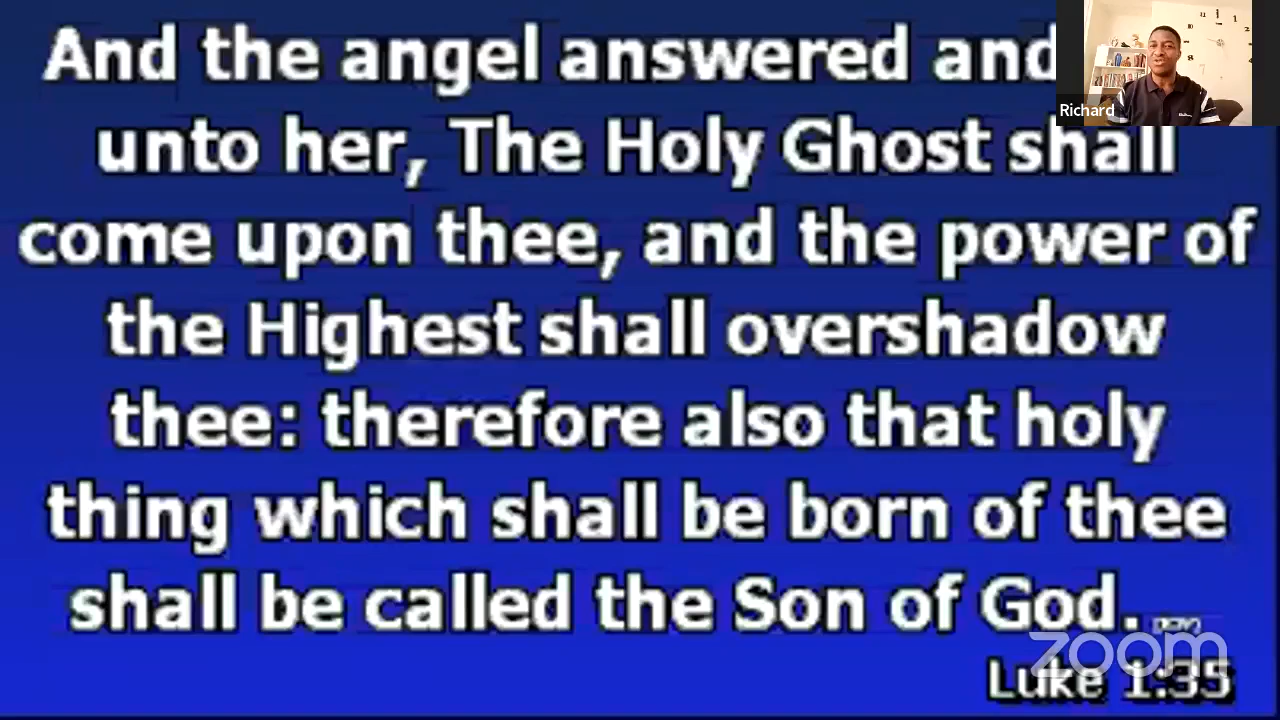 And the angel answered and
unto her, The Holy Ghost shall
come upon thee, and the power of
the Highest shall overshadow
thee: therefore also that holy
thing which shall be born of thee
shall be called the Son of God.
Luke 1:35
Richard
zoom